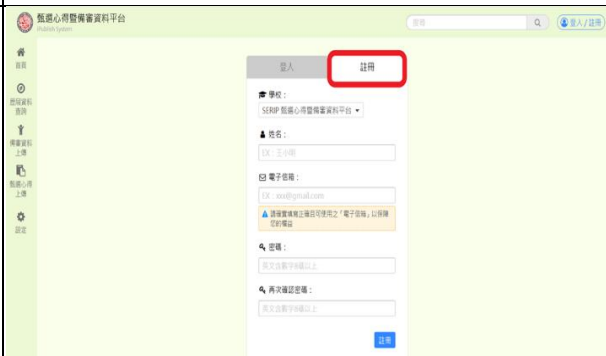 甄選心得暨備審資料平台
搜尋
登入/註冊
首頁
歷屆資料
查詢
備審資料
上傳
甄選心得
上傳
設定
登入
註冊
學校：
SERIP 甄選心得暨備審資料平台
姓名：
EX：王小明
電子信箱：
EX：xxx@gmail.com
請確實填寫正確且可使用之「電子信箱」以保障
您的權益
密碼：
英文含數字8碼以上
再次確認密碼：
英文含數字8碼以上
註冊